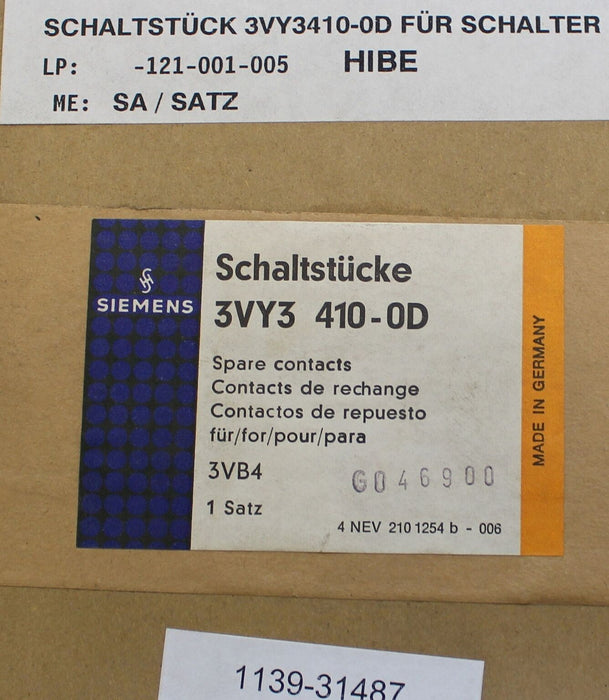 SCHALTSTÜCK 3VY3410-0D FÜR SCHALTER
LP: -121-001-005 HIBE
ME: SA / SATZ
SIEMENS
Schaltstücke
3VY3 410-0D
Spare contacts
Contacts de rechange
Contactos de repuesto
für/for/pour/para
3VB4
G046900
1 Satz
4 NEV 210 1254 b - 006
MADE IN GERMANY
1139-31487